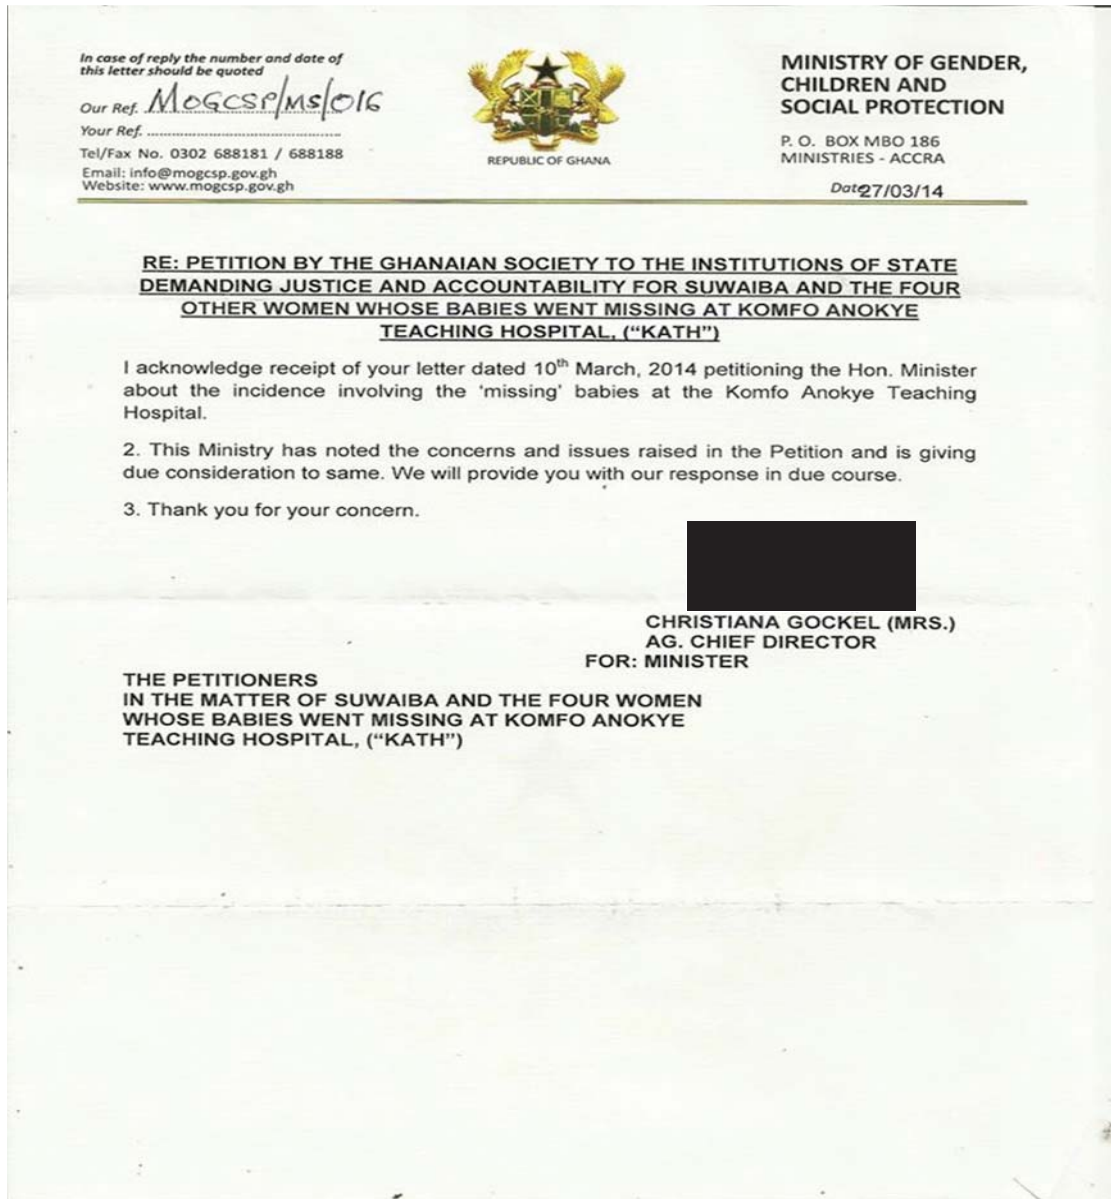 In case of reply the number and date of
this letter should be quoted
Our Ref. MOGCSP/MS/016
Your Ref. ................................................
Tel/Fax No. 0302 688181 / 688188
Email: info@mogcsp.gov.gh
Website: www.mogcsp.gov.gh
REPUBLIC OF GHANA
MINISTRY OF GENDER,
CHILDREN AND
SOCIAL PROTECTION
P. O. BOX MBO 186
MINISTRIES - ACCRA
Date27/03/14
RE: PETITION BY THE GHANAIAN SOCIETY TO THE INSTITUTIONS OF STATE
DEMANDING JUSTICE AND ACCOUNTABILITY FOR SUWAIBA AND THE FOUR
OTHER WOMEN WHOSE BABIES WENT MISSING AT KOMFO ANOKYE
TEACHING HOSPITAL, (“KATH”)
I acknowledge receipt of your letter dated 10th March, 2014 petitioning the Hon. Minister
about the incidence involving the ‘missing’ babies at the Komfo Anokye Teaching
Hospital.
2. This Ministry has noted the concerns and issues raised in the Petition and is giving
due consideration to same. We will provide you with our response in due course.
3. Thank you for your concern.
CHRISTIANA GOCKEL (MRS.)
AG. CHIEF DIRECTOR
FOR: MINISTER
THE PETITIONERS
IN THE MATTER OF SUWAIBA AND THE FOUR WOMEN
WHOSE BABIES WENT MISSING AT KOMFO ANOKYE
TEACHING HOSPITAL, (“KATH”)